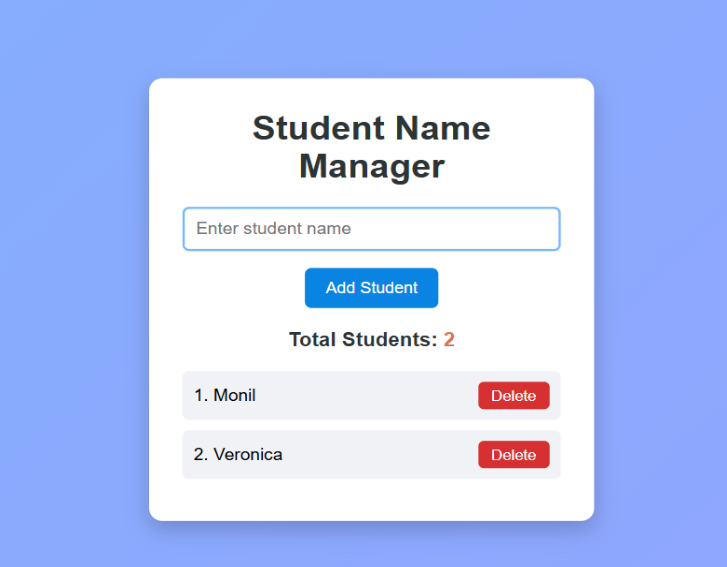 Student Name
Manager
Enter student name
Add Student
Total Students: 2
1. Monil Delete
2. Veronica Delete